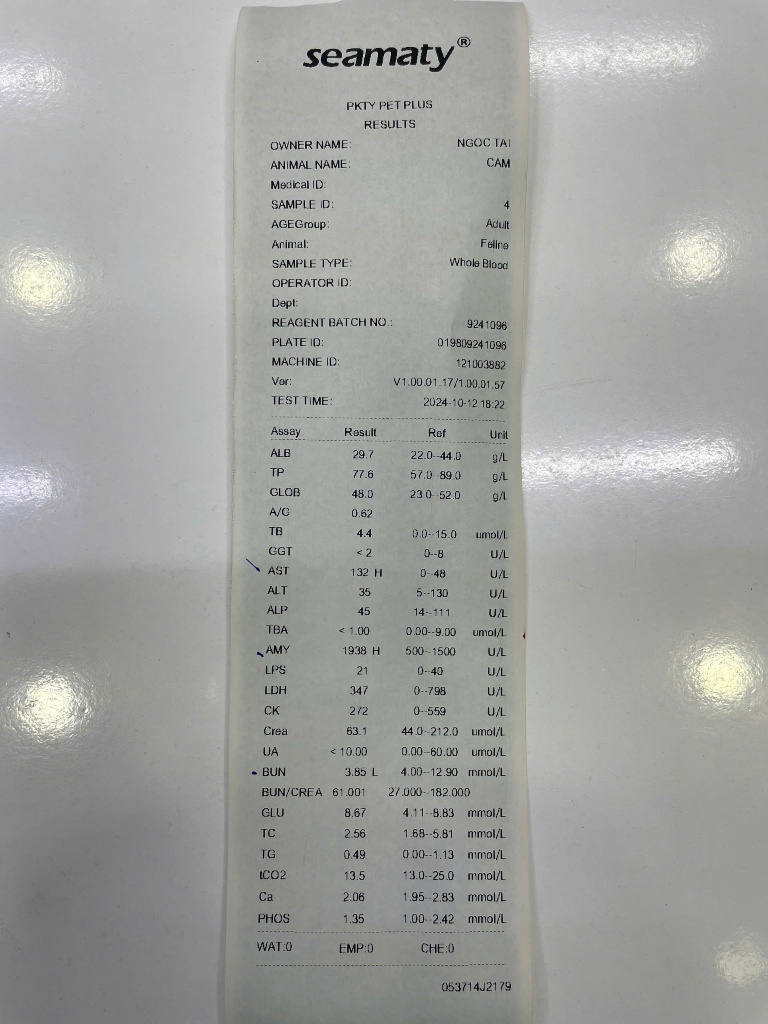 seamaty®
PKTY PET PLUS
RESULTS
OWNER NAME: NGOC TAI
ANIMAL NAME: CAM
Medical ID:
SAMPLE ID: 4
AGEGroup: Adult
Animal: Feline
SAMPLE TYPE: Whole Blood
OPERATOR ID:
Dept:
REAGENT BATCH NO.: 9241096
PLATE ID: 019809241096
MACHINE ID: 121003882
Ver: V1.00.01.17/1.00.01.57
TEST TIME: 2024-10-12 18:22
Assay Result Ref Unit
ALB 29.7 22.0--44.0 g/L
TP 77.6 57.0--89.0 g/L
GLOB 48.0 23.0--52.0 g/L
A/G 0.62
TB 4.4 0.0--15.0 umol/L
GGT < 2 0--8 U/L
AST 132 H 0--48 U/L
ALT 35 5--130 U/L
ALP 45 14--111 U/L
TBA < 1.00 0.00--9.00 umol/L
AMY 1938 H 500--1500 U/L
LPS 21 0--40 U/L
LDH 347 0--798 U/L
CK 272 0--559 U/L
Crea 63.1 44.0--212.0 umol/L
UA < 10.00 0.00--60.00 umol/L
BUN 3.85 L 4.00--12.90 mmol/L
BUN/CREA 61.001 27.000--182.000
GLU 8.67 4.11--8.83 mmol/L
TC 2.56 1.68--5.81 mmol/L
TG 0.49 0.00--1.13 mmol/L
tCO2 13.5 13.0--25.0 mmol/L
Ca 2.06 1.95--2.83 mmol/L
PHOS 1.35 1.00--2.42 mmol/L
WAT:0 EMP:0 CHE:0
053714J2179